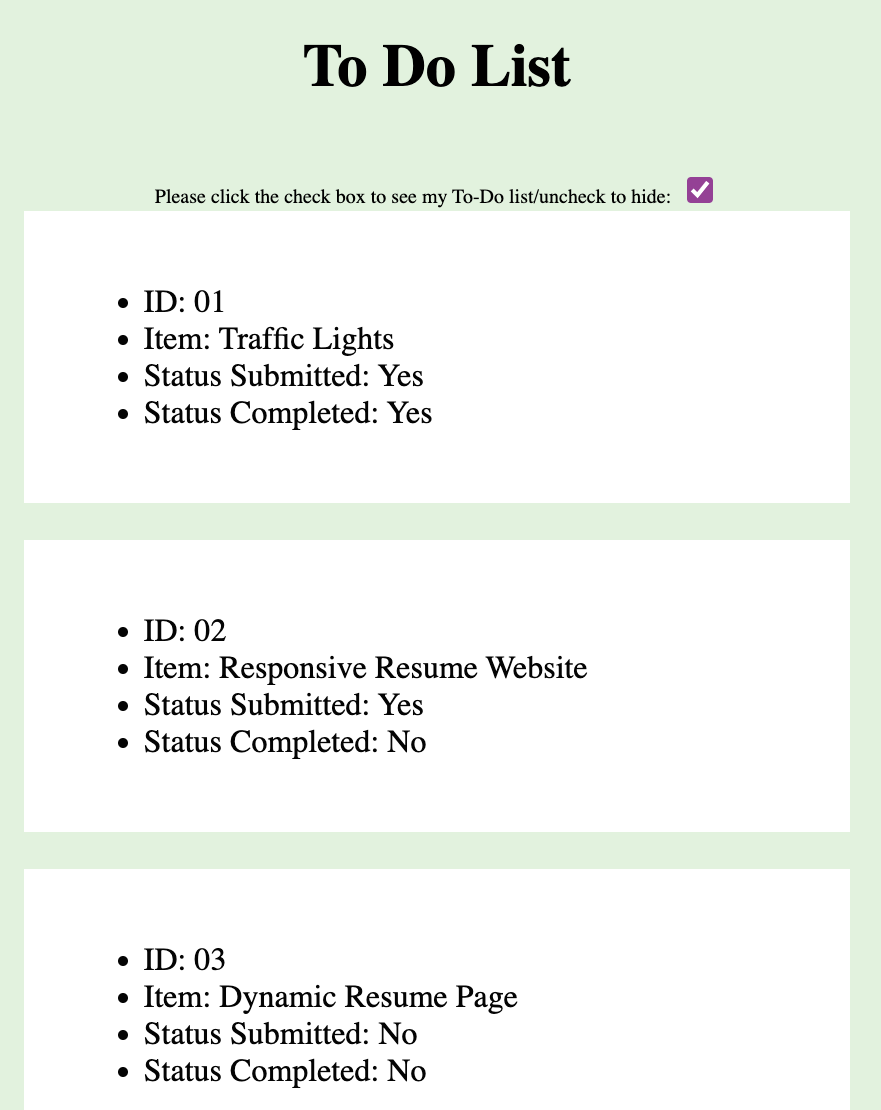 To Do List
Please click the check box to see my To-Do list/uncheck to hide:
ID: 01
Item: Traffic Lights
Status Submitted: Yes
Status Completed: Yes
ID: 02
Item: Responsive Resume Website
Status Submitted: Yes
Status Completed: No
ID: 03
Item: Dynamic Resume Page
Status Submitted: No
Status Completed: No